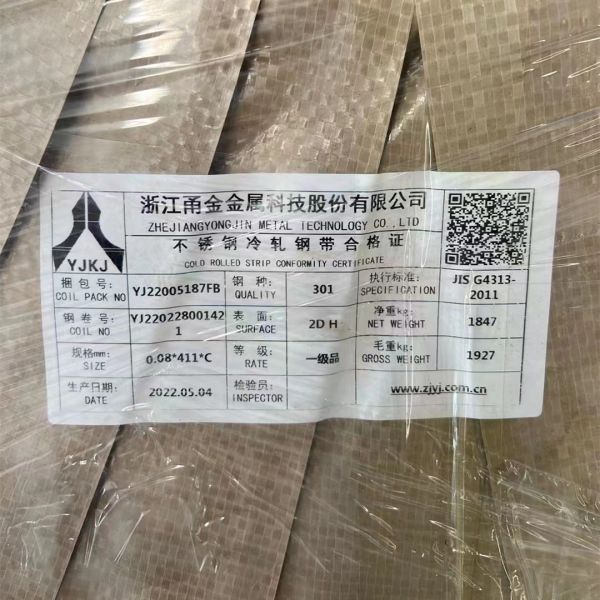 浙江甬金金属科技股份有限公司
ZHEJIANGYONGJIN METAL TECHNOLOGY CO.,LTD
不锈钢冷轧钢带合格证
COLD ROLLED STRIP CONFORMITY CERTIFICATE
YJKJ
捆包号: YJ22005187FB 钢 种: 301 执行标准: JIS G4313-
COIL PACK NO QUALITY SPECIFICATION 2011
钢卷号: YJ2202280014­2 表 面: 2D H 净重kg: 1847
COIL NO 1 SURFACE NET WEIGHT
规格mm: 0.08*411*C 等 级: 一级品 毛重kg: 1927
SIZE RATE GROSS WEIGHT
生产日期: 2022.05.04 检验员: www.zjyj.com.cn
DATE INSPECTOR